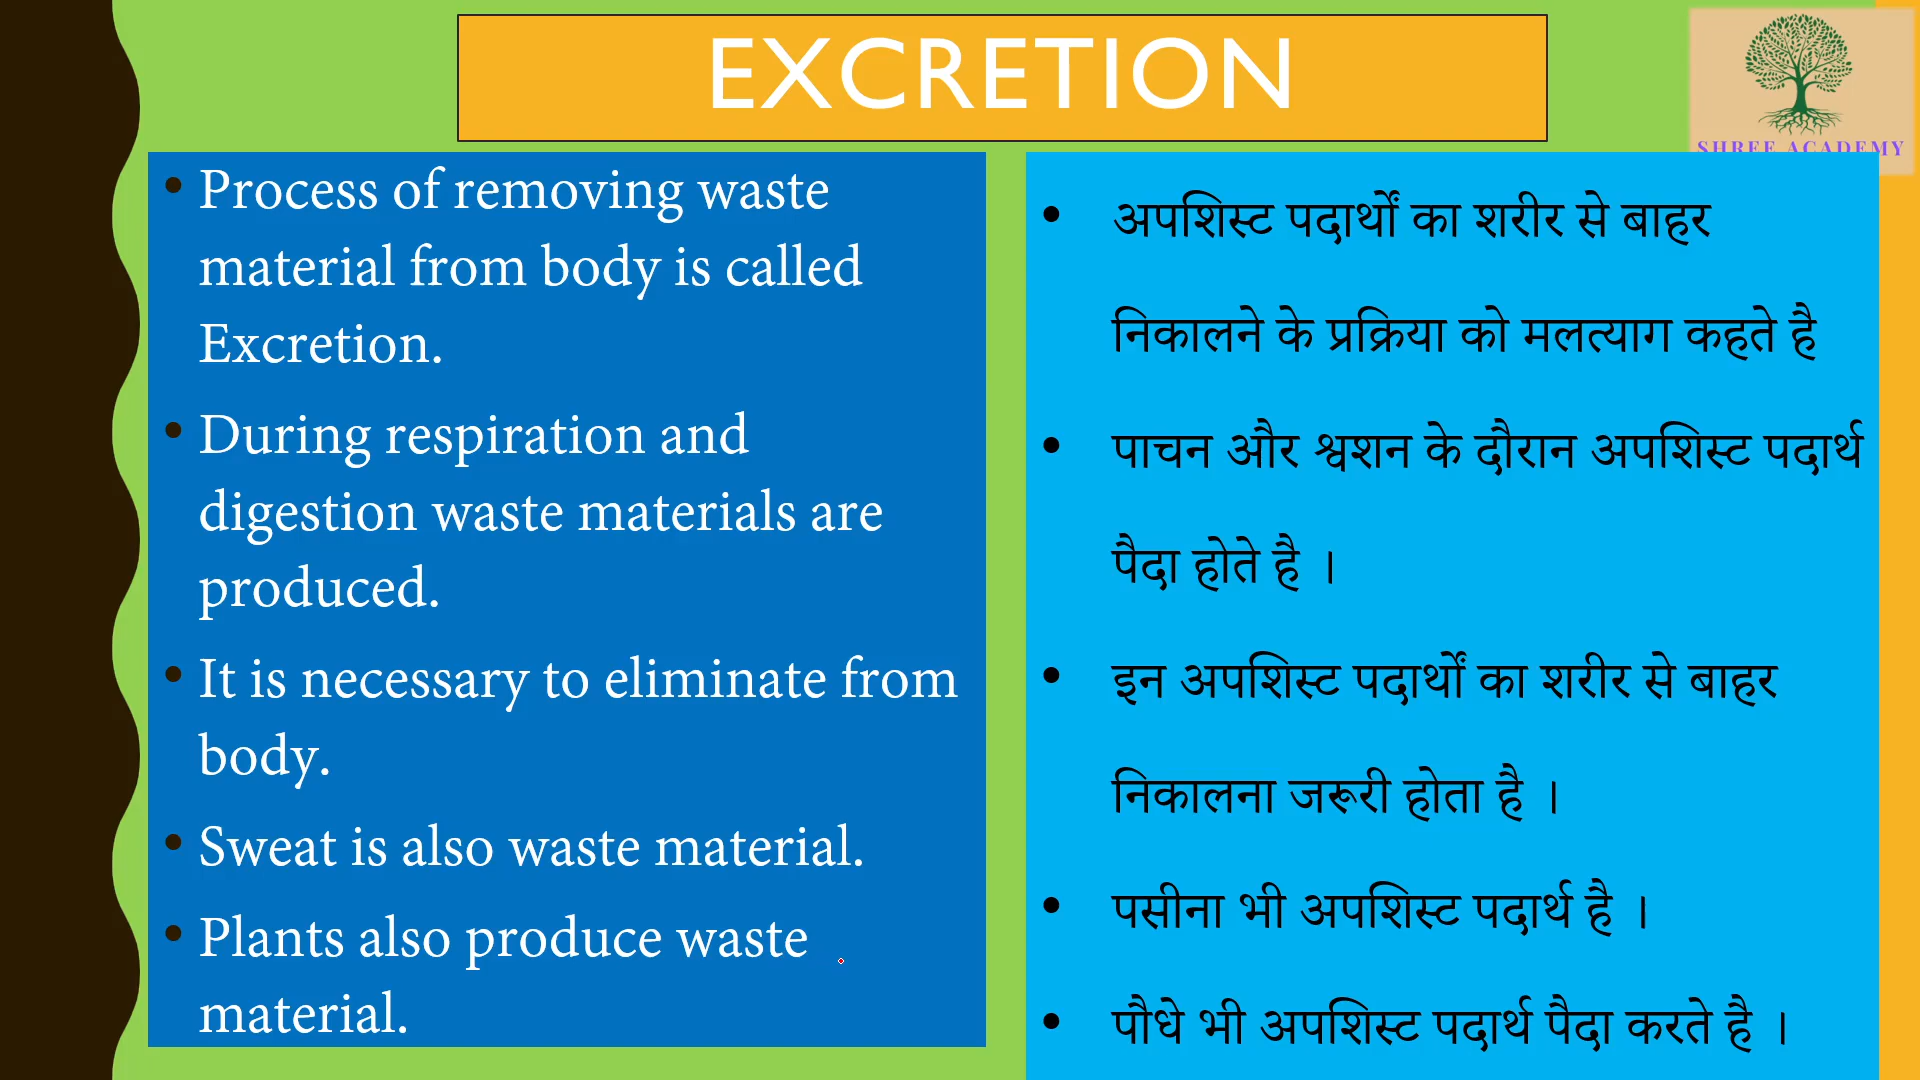 EXCRETION
SHREE ACADEMY
• Process of removing waste
material from body is called
Excretion.
• During respiration and
digestion waste materials are
produced.
• It is necessary to eliminate from
body.
• Sweat is also waste material.
• Plants also produce waste
material.
• अपशिस्ट पदार्थों का शरीर से बाहर
निकालने के प्रक्रिया को मलत्याग कहते है
• पाचन और श्वशन के दौरान अपशिस्ट पदार्थ
पैदा होते है ।
• इन अपशिस्ट पदार्थों का शरीर से बाहर
निकालना जरूरी होता है ।
• पसीना भी अपशिस्ट पदार्थ है ।
• पौधे भी अपशिस्ट पदार्थ पैदा करते है ।